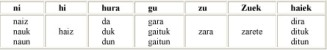 ni hi hura gu zu Zuek haiek
naiz da gara dira
nauk haiz duk gaituk zara zarete dituk
naun dun gaitun ditun